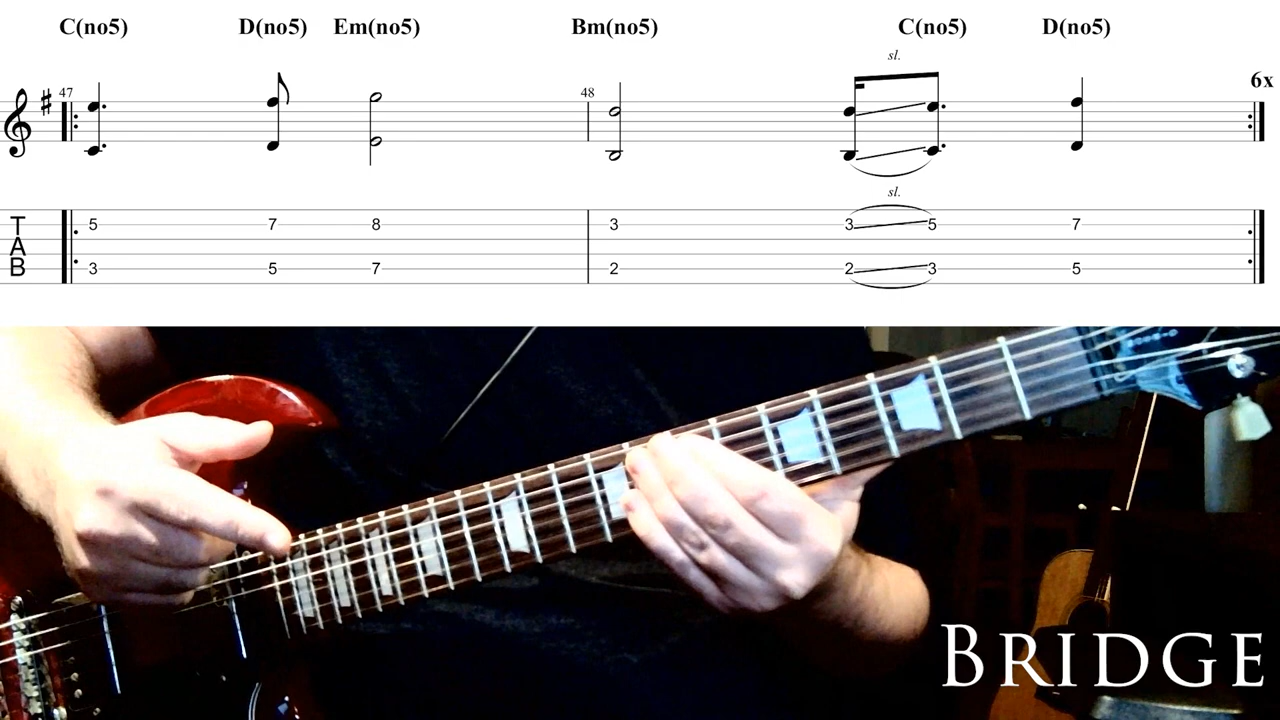 C(no5) D(no5) Em(no5) Bm(no5) C(no5) D(no5)
sl.
47 48 6x
sl.
T 5 7 8 3 3 5 7
A
B 3 5 7 2 2 3 5
BRIDGE